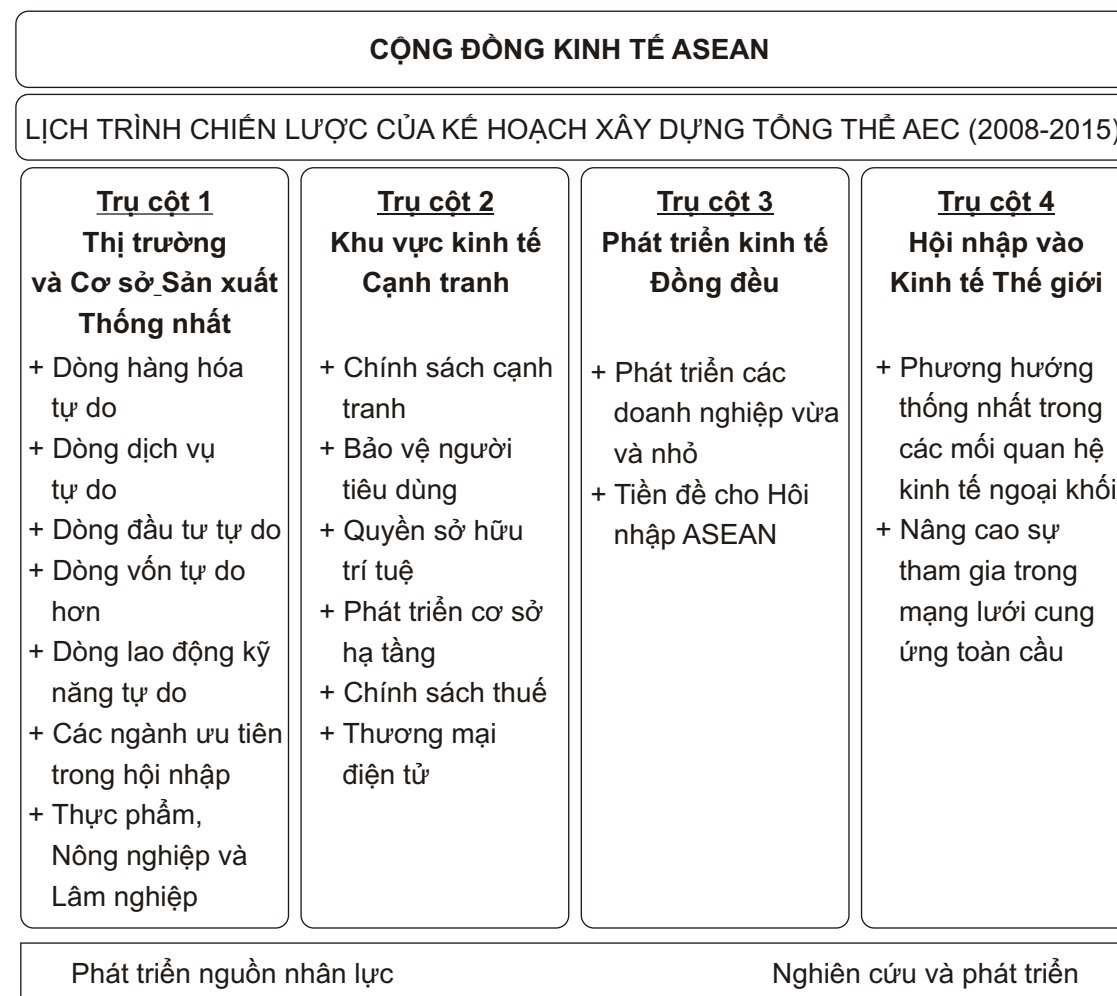 CỘNG ĐỒNG KINH TẾ ASEAN
LỊCH TRÌNH CHIẾN LƯỢC CỦA KẾ HOẠCH XÂY DỰNG TỔNG THỂ AEC (2008-2015)
Trụ cột 1
Thị trường
và Cơ sở Sản xuất
Thống nhất
+ Dòng hàng hóa
tự do
+ Dòng dịch vụ
tự do
+ Dòng đầu tư tự do
+ Dòng vốn tự do
hơn
+ Dòng lao động kỹ
năng tự do
+ Các ngành ưu tiên
trong hội nhập
+ Thực phẩm,
Nông nghiệp và
Lâm nghiệp
Trụ cột 2
Khu vực kinh tế
Cạnh tranh
+ Chính sách cạnh
tranh
+ Bảo vệ người
tiêu dùng
+ Quyền sở hữu
trí tuệ
+ Phát triển cơ sở
hạ tầng
+ Chính sách thuế
+ Thương mại
điện tử
Trụ cột 3
Phát triển kinh tế
Đồng đều
+ Phát triển các
doanh nghiệp vừa
và nhỏ
+ Tiền đề cho Hôi
nhập ASEAN
Trụ cột 4
Hội nhập vào
Kinh tế Thế giới
+ Phương hướng
thống nhất trong
các mối quan hệ
kinh tế ngoại khối
+ Nâng cao sự
tham gia trong
mạng lưới cung
ứng toàn cầu
Phát triển nguồn nhân lực
Nghiên cứu và phát triển